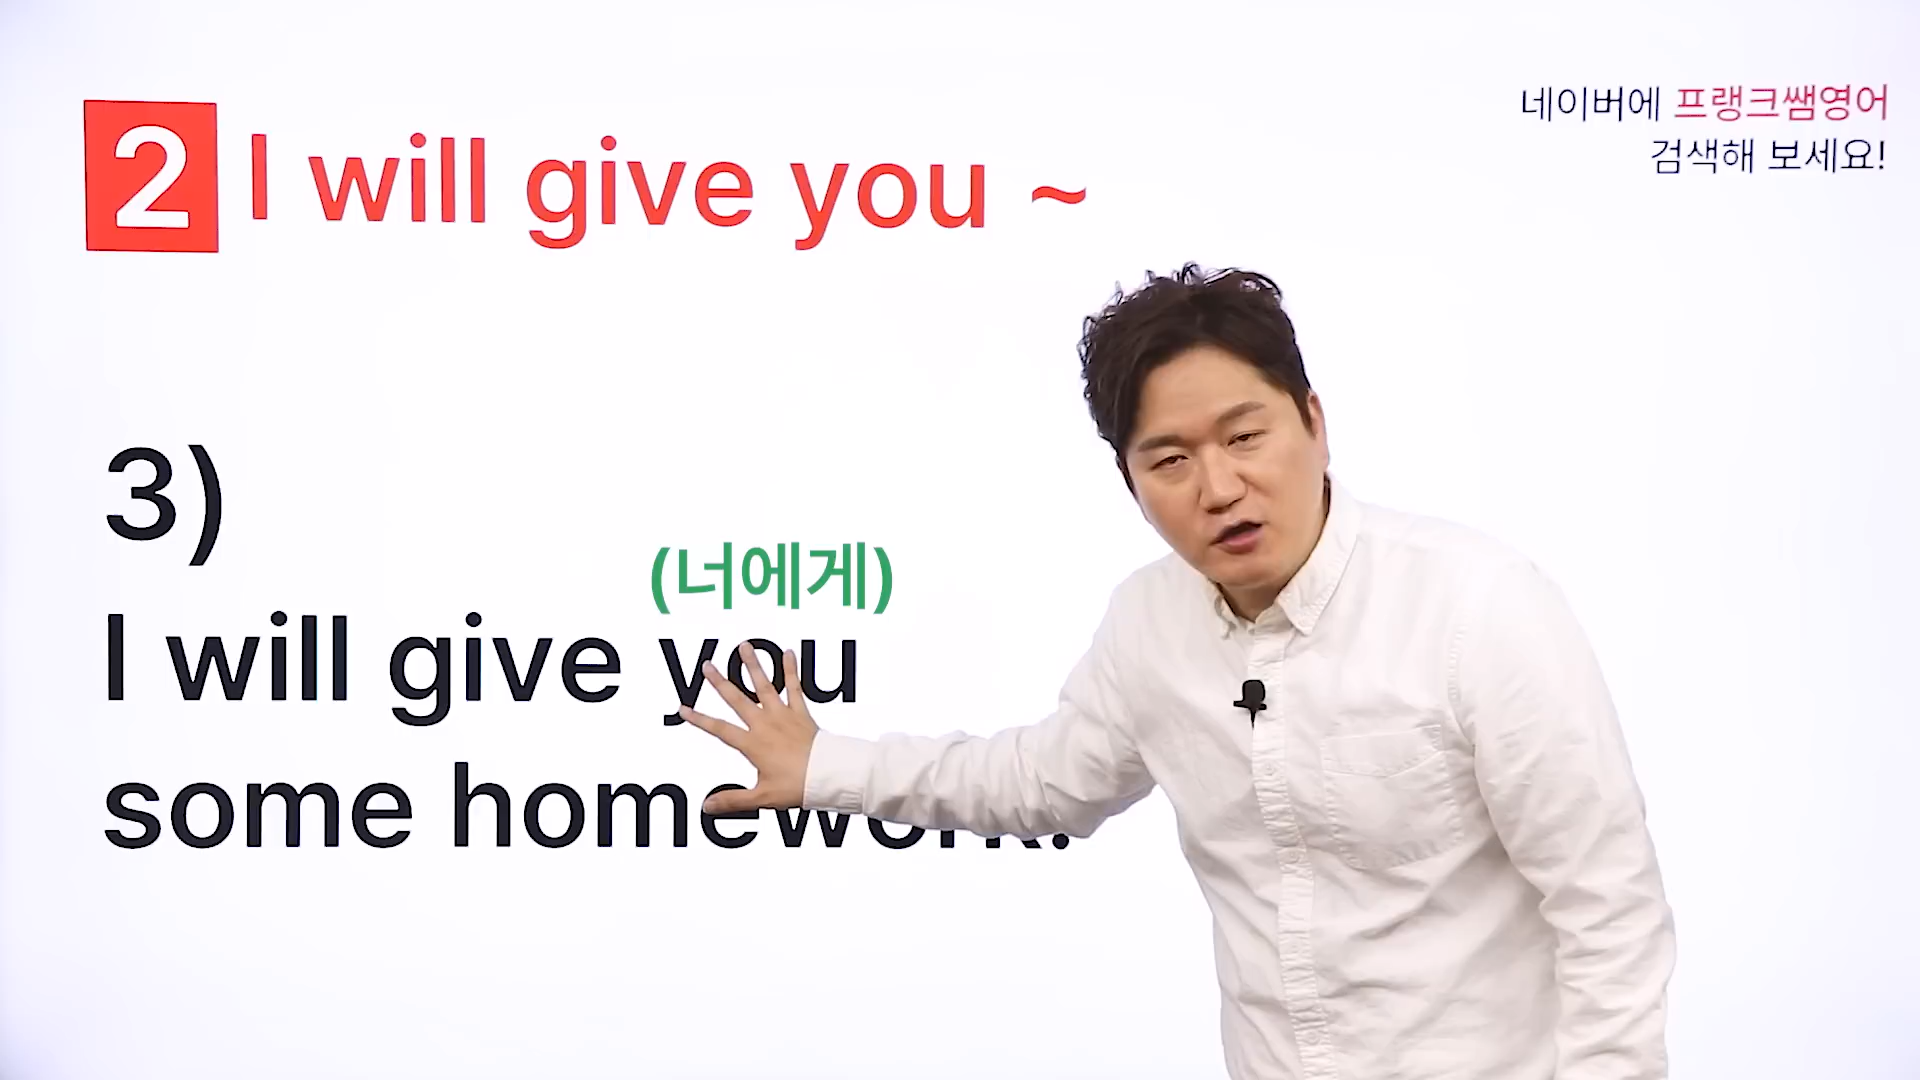 2 I will give you ~
네이버에 프랭크쌤영어
검색해 보세요!
3)
(너에게)
I will give you
some homework.